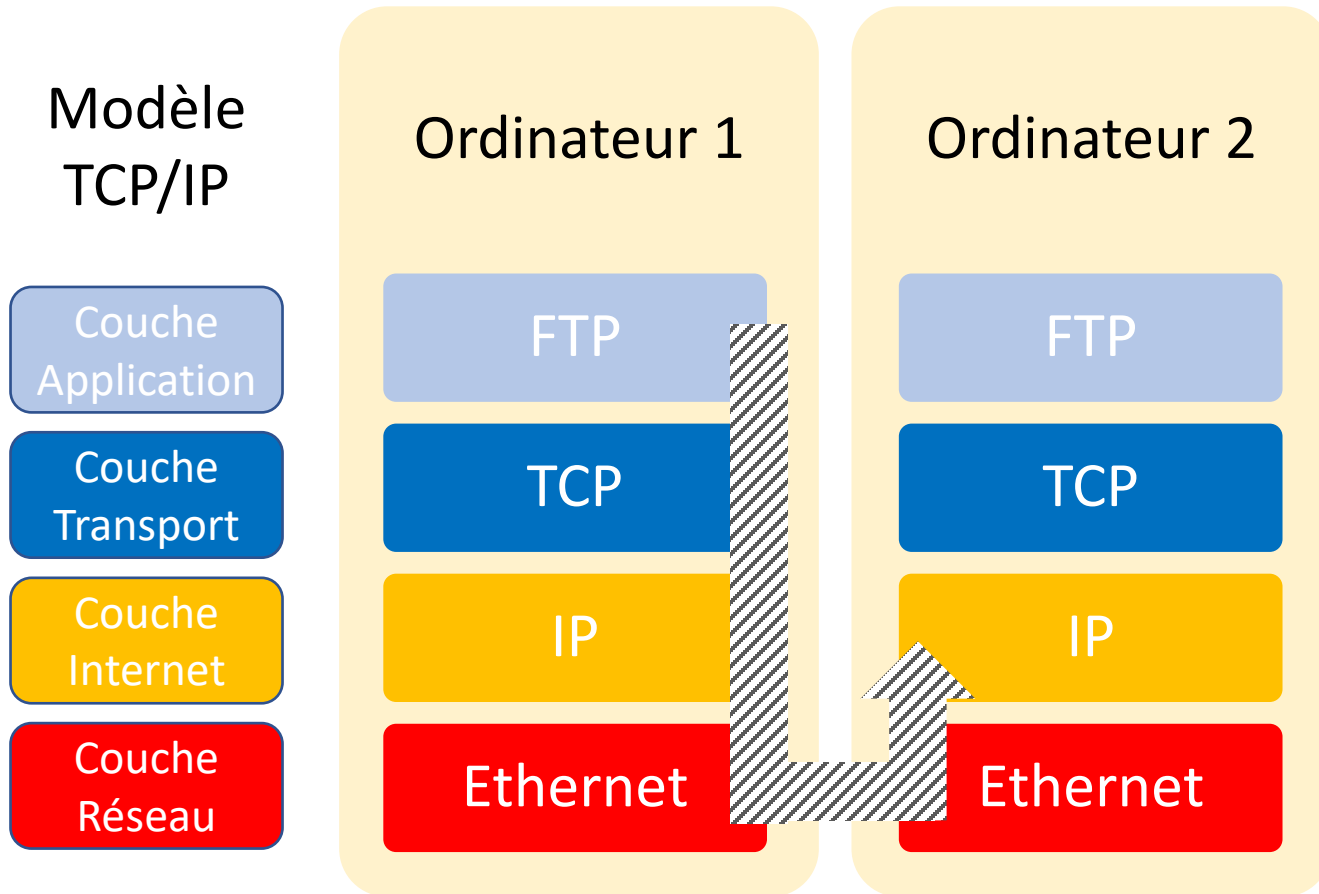 Modèle
TCP/IP
Ordinateur 1
Ordinateur 2
Couche
Application
FTP
FTP
Couche
Transport
TCP
TCP
Couche
Internet
IP
IP
Couche
Réseau
Ethernet
Ethernet